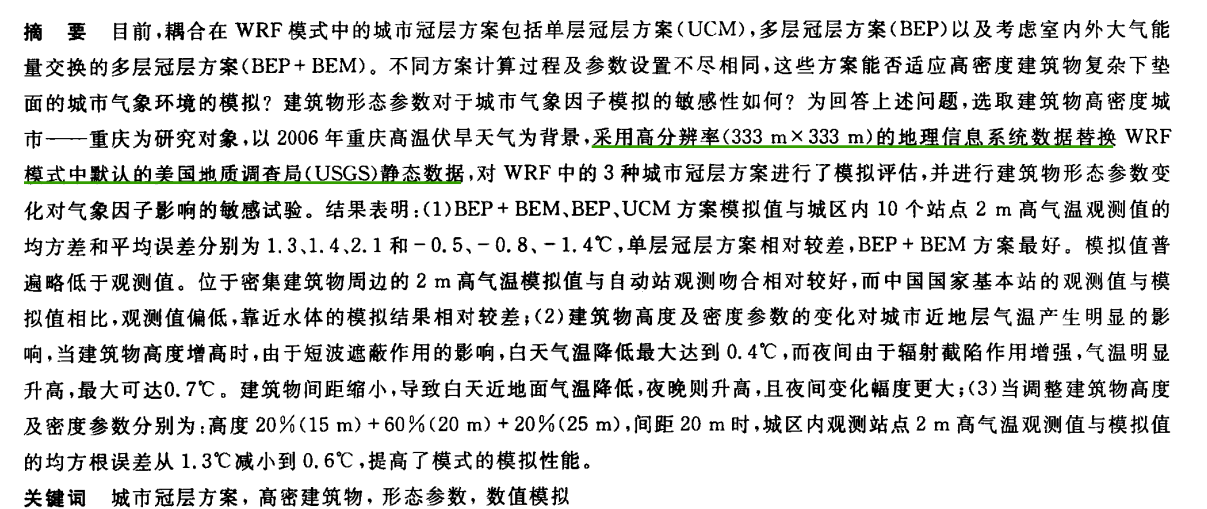 摘　要　目前,耦合在 WRF 模式中的城市冠层方案包括单层冠层方案(UCM),多层冠层方案(BEP)以及考虑室内外大气能
量交换的多层冠层方案(BEP+BEM)。不同方案计算过程及参数设置不尽相同,这些方案能否适应高密度建筑物复杂下垫
面的城市气象环境的模拟? 建筑物形态参数对于城市气象因子模拟的敏感性如何? 为回答上述问题,选取建筑物高密度城
市——重庆为研究对象,以 2006 年重庆高温伏旱天气为背景,采用高分辨率(333 m×333 m)的地理信息系统数据替换 WRF
模式中默认的美国地质调查局(USGS)静态数据,对 WRF 中的 3 种城市冠层方案进行了模拟评估,并进行建筑物形态参数变
化对气象因子影响的敏感试验。结果表明:(1)BEP+BEM、BEP、UCM 方案模拟值与城区内 10 个站点 2 m 高气温观测值的
均方差和平均误差分别为 1.3、1.4、2.1 和-0.5、-0.8、-1.4℃,单层冠层方案相对较差,BEP+BEM 方案最好。模拟值普
遍略低于观测值。位于密集建筑物周边的 2 m 高气温模拟值与自动站观测吻合相对较好,而中国国家基本站的观测值与模
拟值相比,观测值偏低,靠近水体的模拟结果相对较差;(2)建筑物高度及密度参数的变化对城市近地层气温产生明显的影
响,当建筑物高度增高时,由于短波遮蔽作用的影响,白天气温降低最大达到 0.4℃,而夜间由于辐射截陷作用增强,气温明显
升高,最大可达0.7℃。建筑物间距缩小,导致白天近地面气温降低,夜晚则升高,且夜间变化幅度更大;(3)当调整建筑物高度
及密度参数分别为:高度 20%(15 m)+60%(20 m)+20%(25 m),间距 20 m 时,城区内观测站点 2 m 高气温观测值与模拟值
的均方根误差从 1.3℃减小到 0.6℃,提高了模式的模拟性能。
关键词　城市冠层方案, 高密建筑物, 形态参数, 数值模拟